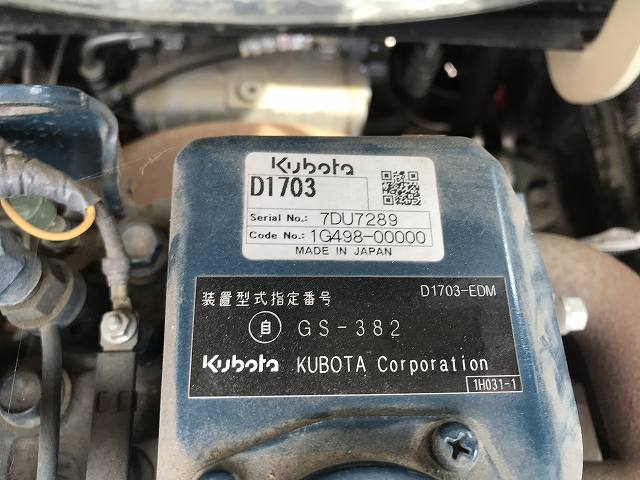 Kubota
D1703
Serial No.: 7DU7289
Code No.: 1G498-00000
MADE IN JAPAN
D1703-EDM
装置型式指定番号
自 GS-382
Kubota KUBOTA Corporation
1H031-1